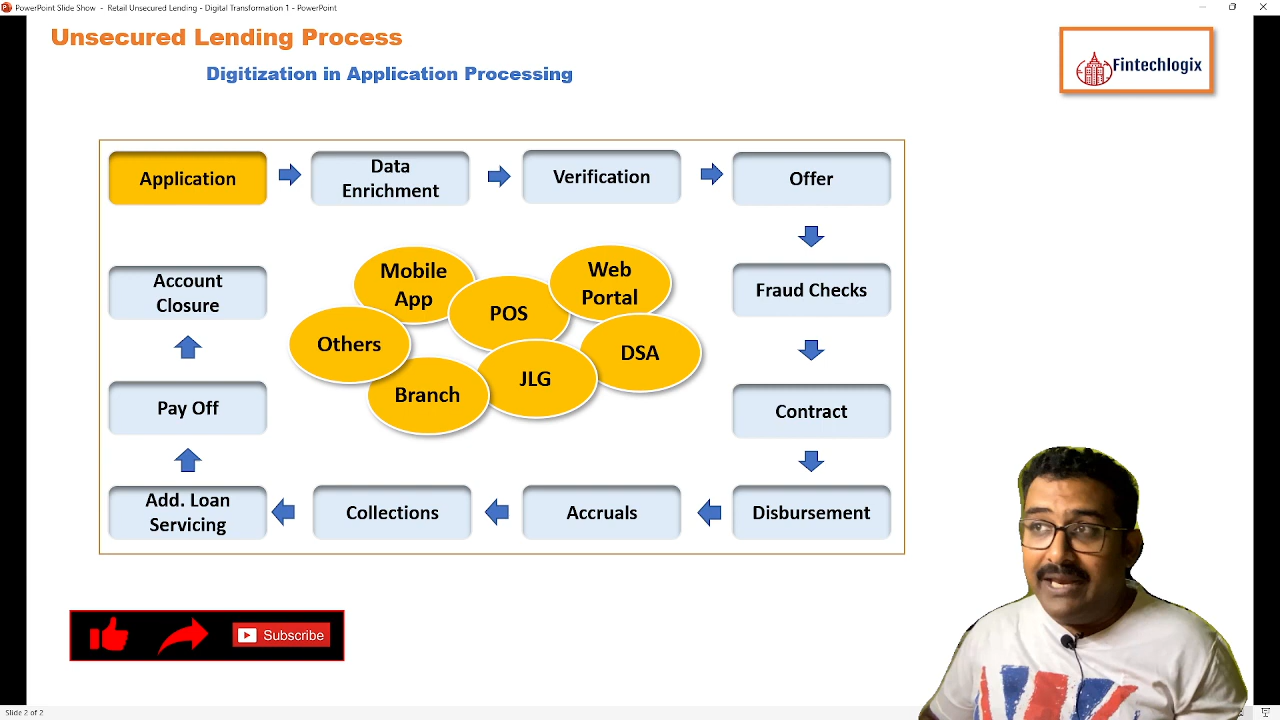 PowerPoint Slide Show - Retail Unsecured Lending - Digital Transformation 1 - PowerPoint
Unsecured Lending Process
Digitization in Application Processing
Fintechlogix
Application
Data
Enrichment
Verification
Offer
Account
Closure
Mobile
App
POS
Web
Portal
Fraud Checks
Others
DSA
Branch
JLG
Pay Off
Contract
Add. Loan
Servicing
Collections
Accruals
Disbursement
Subscribe
Slide 2 of 2